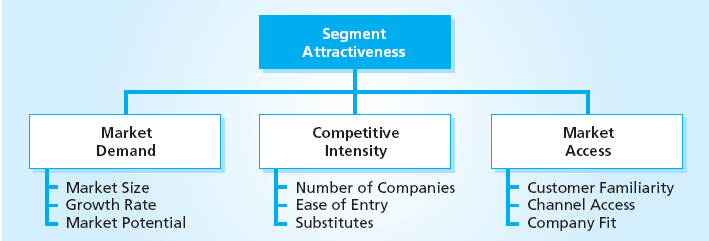 Segment
Attractiveness
Market
Demand
Competitive
Intensity
Market
Access
Market Size
Growth Rate
Market Potential
Number of Companies
Ease of Entry
Substitutes
Customer Familiarity
Channel Access
Company Fit